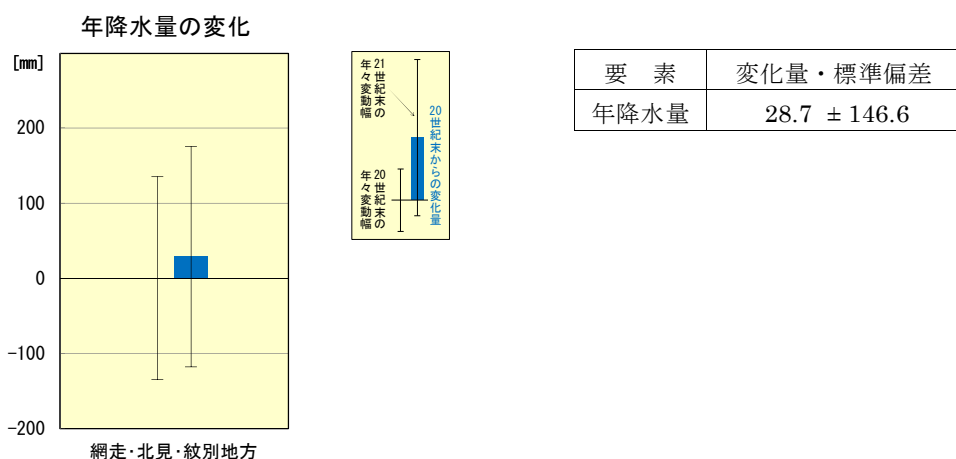 年降水量の変化
[mm]
200
100
0
-100
-200
網走・北見・紋別地方
21世紀末の
年々変動幅
20世紀末からの変化量
20世紀末の
年々変動幅
要　素 変化量・標準偏差
年降水量 28.7 ±146.6